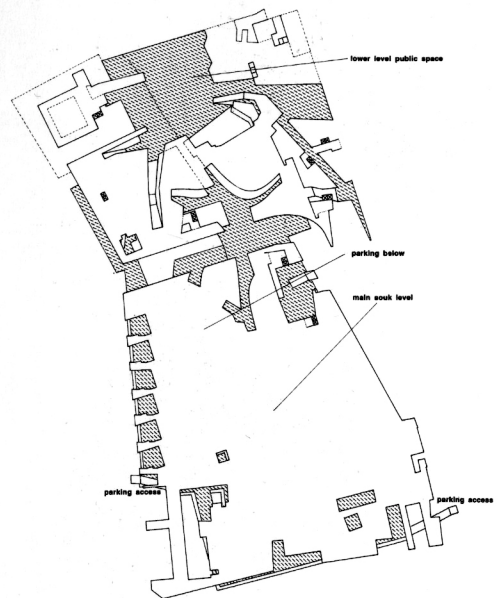 lower level public space
parking below
main souk level
parking access
parking access